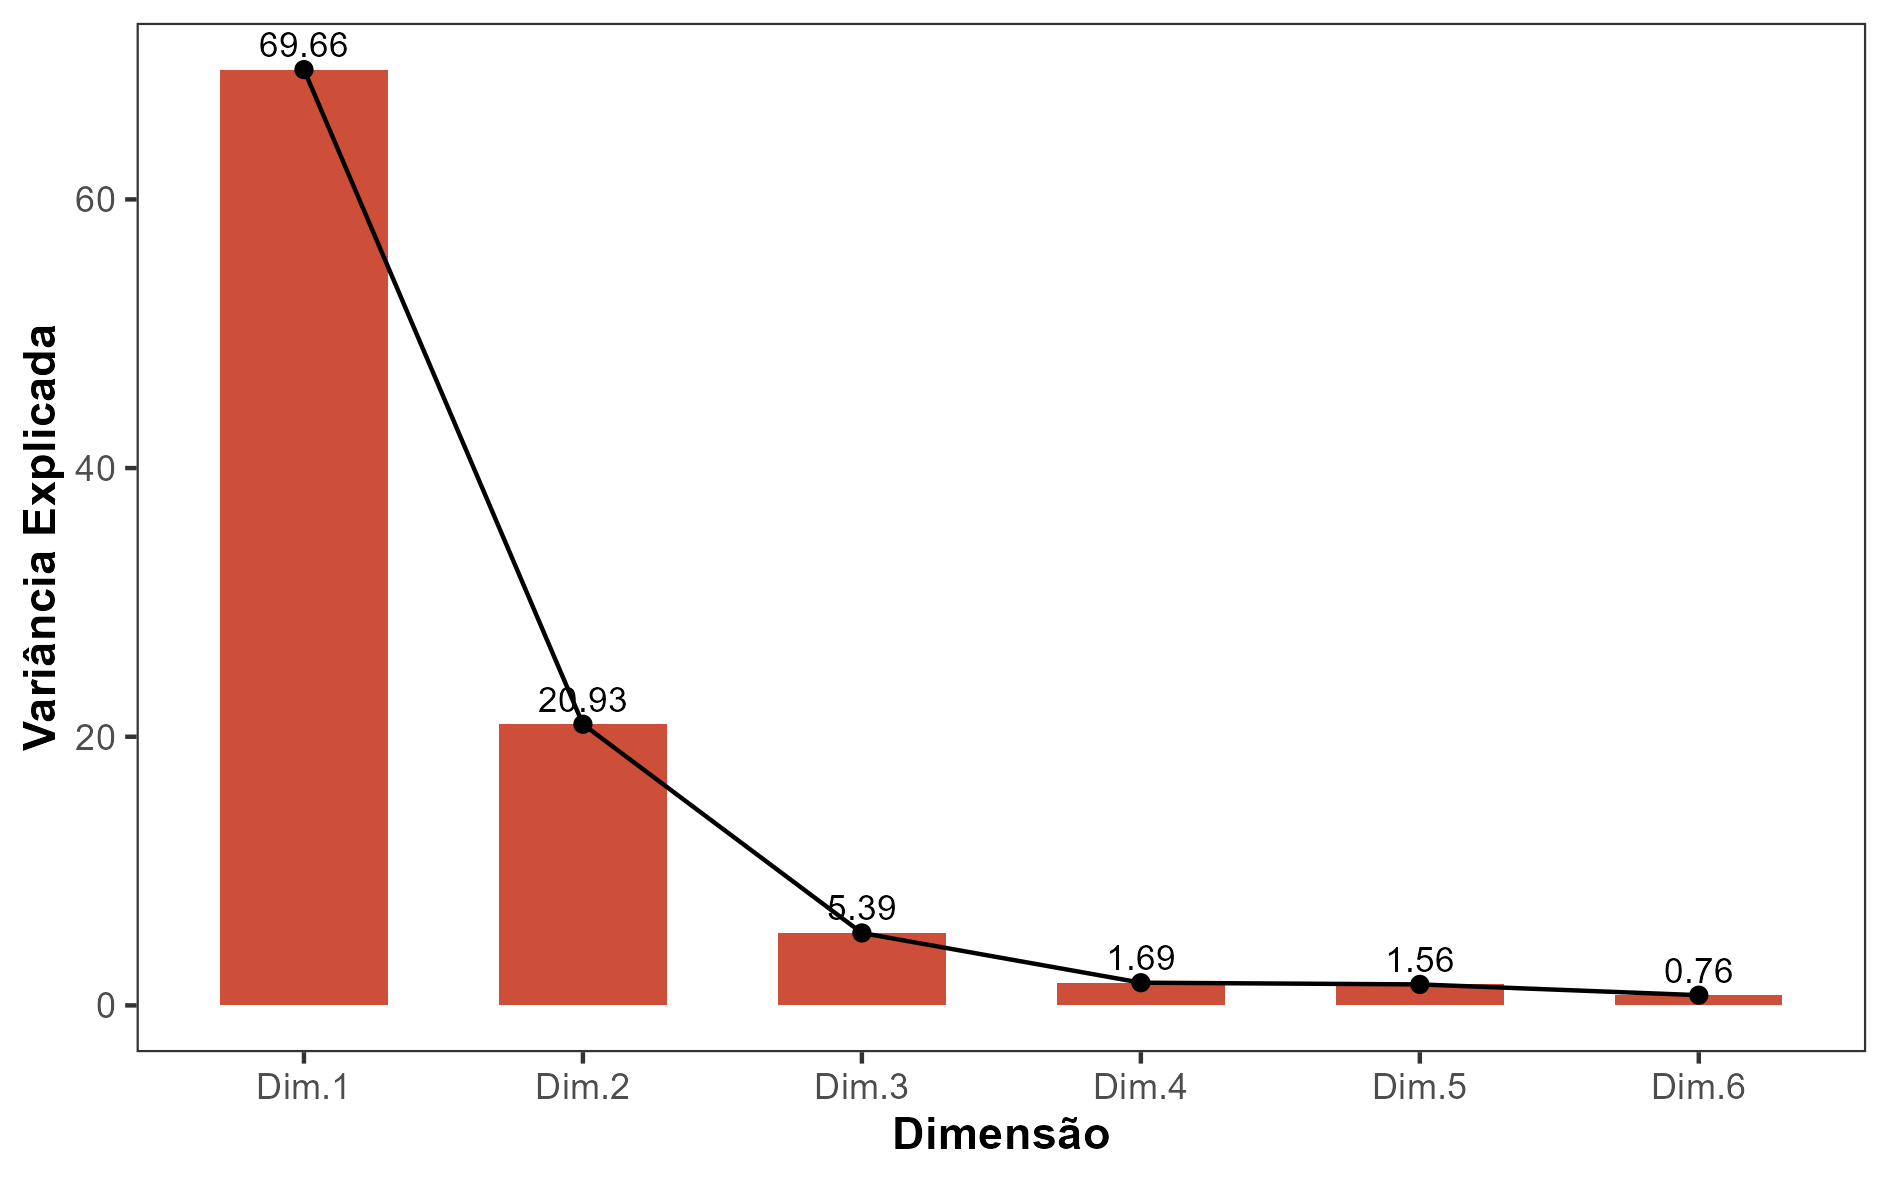 69.66
60
40
20.93
20
5.39
1.69
1.56
0.76
0
Variância Explicada
Dim.1
Dim.2
Dim.3
Dim.4
Dim.5
Dim.6
Dimensão